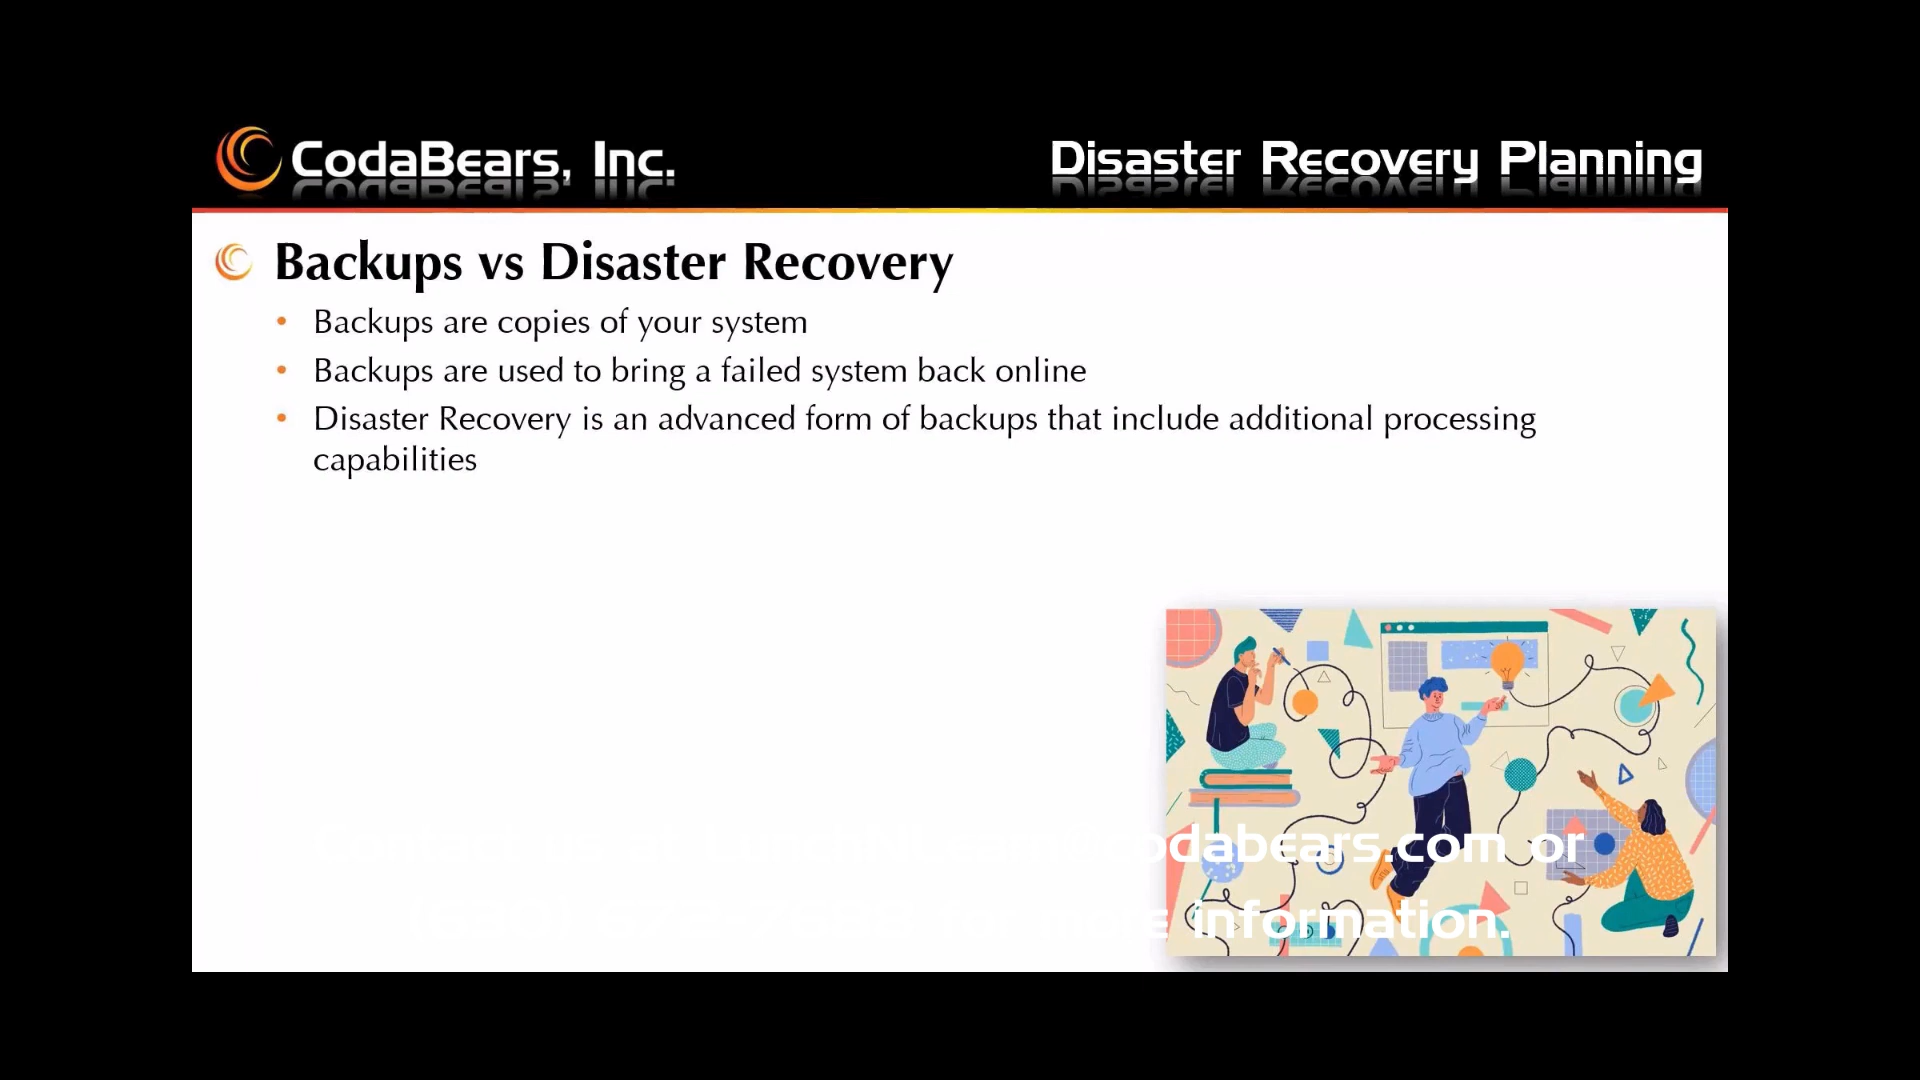 CodaBears, Inc.
Disaster Recovery Planning
Backups vs Disaster Recovery
• Backups are copies of your system
• Backups are used to bring a failed system back online
• Disaster Recovery is an advanced form of backups that include additional processing
capabilities
codabears.com or
more information.